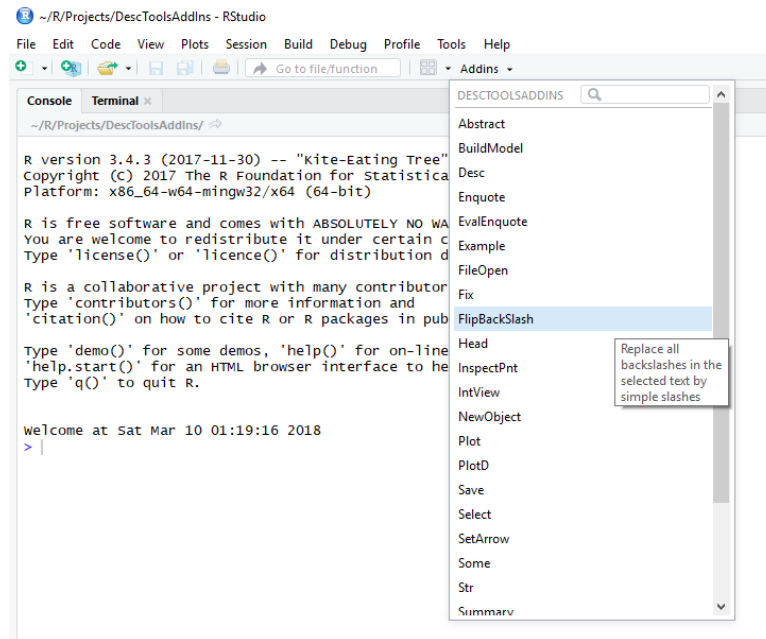 ~/R/Projects/DescToolsAddIns - RStudio
File Edit Code View Plots Session Build Debug Profile Tools Help
Go to file/function Addins
Console Terminal
~/R/Projects/DescToolsAddIns/
R version 3.4.3 (2017-11-30) -- "Kite-Eating Tree"
Copyright (C) 2017 The R Foundation for Statistica
Platform: x86_64-w64-mingw32/x64 (64-bit)
R is free software and comes with ABSOLUTELY NO WA
You are welcome to redistribute it under certain c
Type 'license()' or 'licence()' for distribution d
R is a collaborative project with many contributor
Type 'contributors()' for more information and
'citation()' on how to cite R or R packages in pub
Type 'demo()' for some demos, 'help()' for on-line
'help.start()' for an HTML browser interface to he
Type 'q()' to quit R.
Welcome at Sat Mar 10 01:19:16 2018
>
DESCTOOLSADDINS
Abstract
BuildModel
Desc
Enquote
EvalEnquote
Example
FileOpen
Fix
FlipBackSlash
Head
InspectPnt
IntView
NewObject
Plot
PlotD
Save
Select
SetArrow
Some
Str
Summary
Replace all
backslashes in the
selected text by
simple slashes